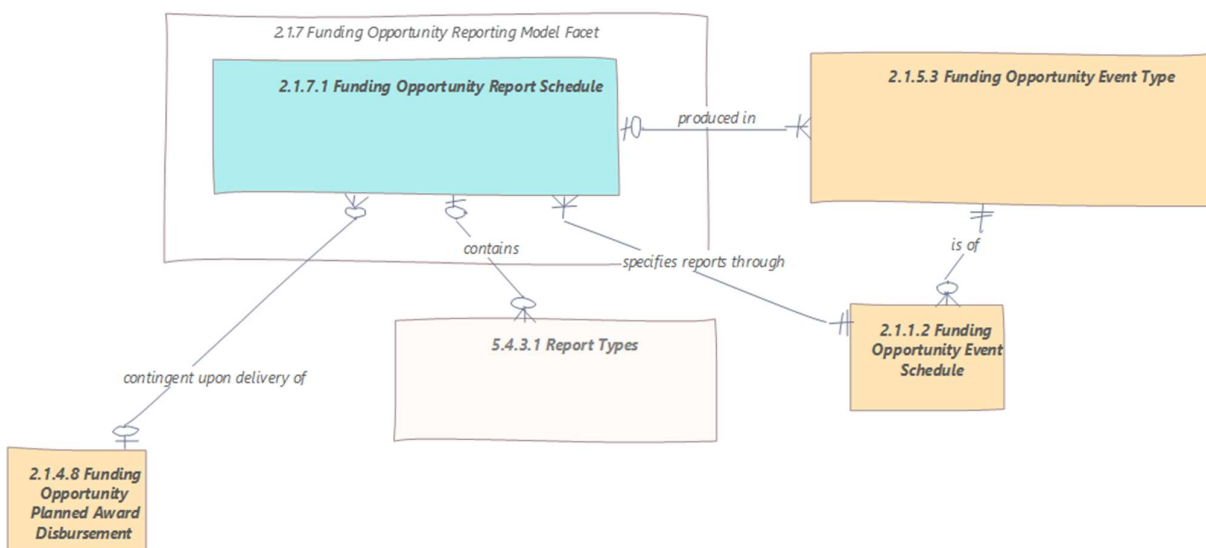 2.1.7 Funding Opportunity Reporting Model Facet
2.1.7.1 Funding Opportunity Report Schedule
2.1.5.3 Funding Opportunity Event Type
produced in
contains
is of
specifies reports through
5.4.3.1 Report Types
2.1.1.2 Funding
Opportunity Event
Schedule
contingent upon delivery of
2.1.4.8 Funding
Opportunity
Planned Award
Disbursement